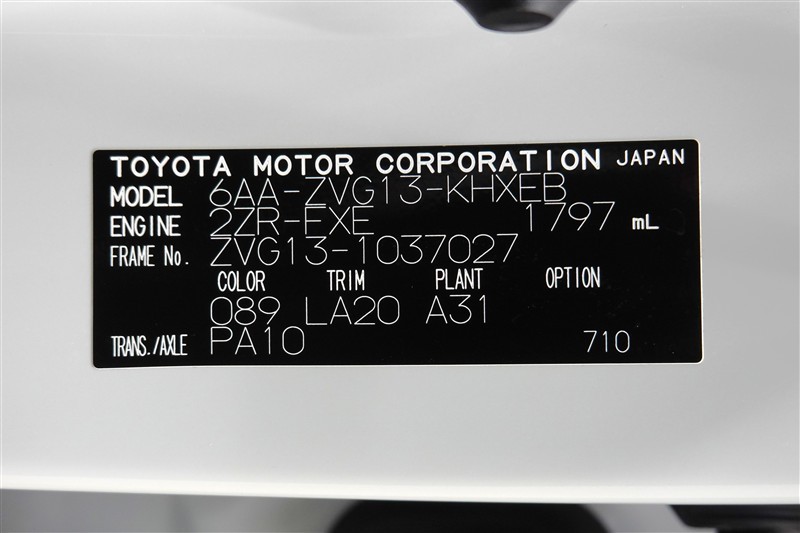 TOYOTA MOTOR CORPORATION JAPAN
MODEL 6AA-ZVG13-KHXEB
ENGINE 2ZR-FXE 1797 mL
FRAME No. ZVG13-1037027
COLOR TRIM PLANT OPTION
089 LA20 A31
TRANS./AXLE PA10 710